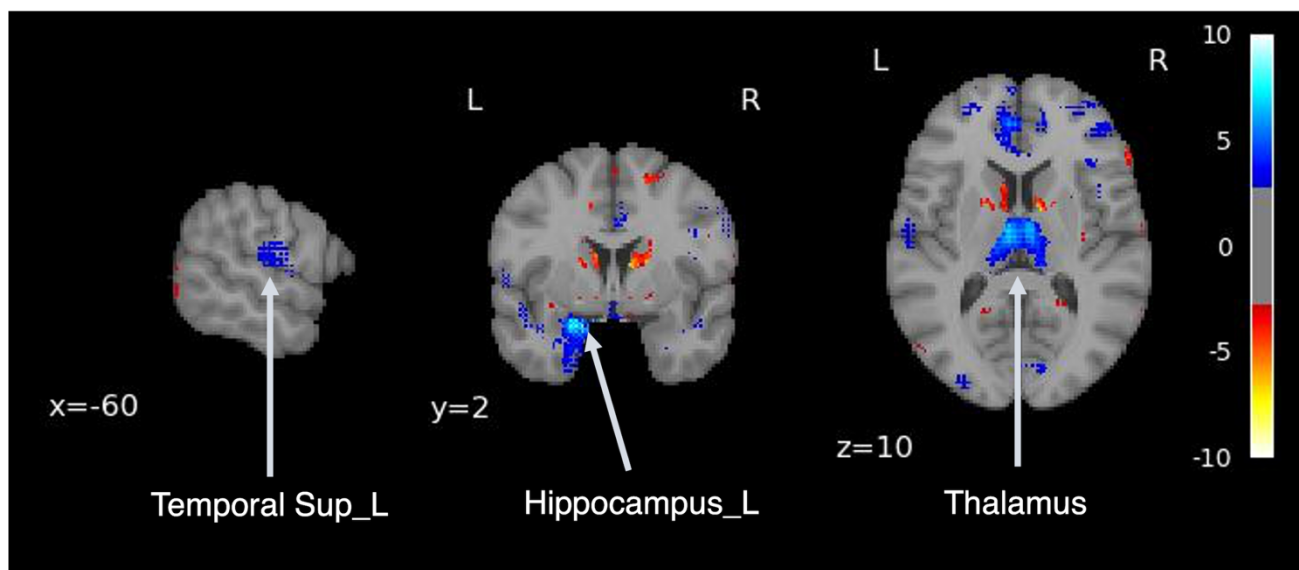 L R
x=-60
L R
y=2
z=10
10
5
0
-5
-10
Temporal Sup_L
Hippocampus_L
Thalamus